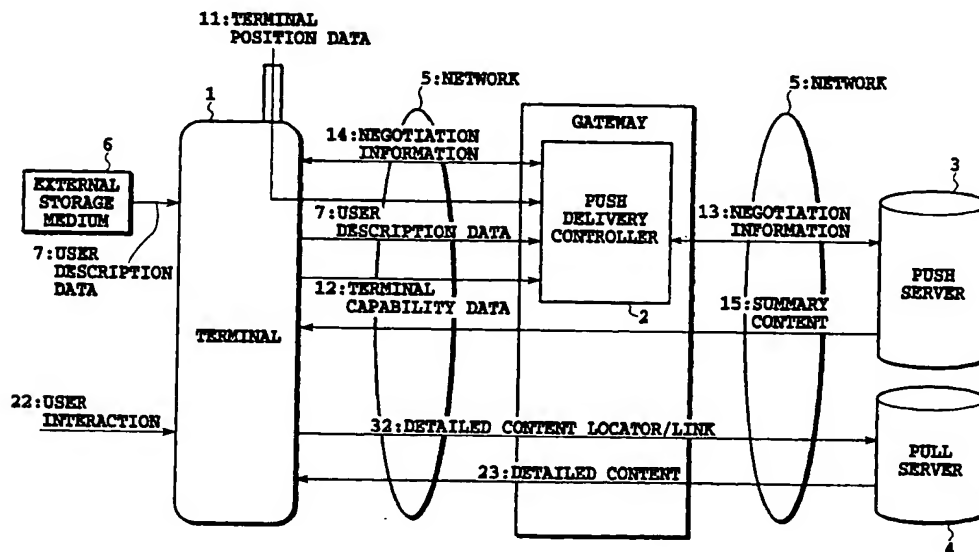 11:TERMINAL
POSITION DATA
5:NETWORK
5:NETWORK
1
GATEWAY
14:NEGOTIATION
INFORMATION
6
3
EXTERNAL
STORAGE
MEDIUM
PUSH
DELIVERY
CONTROLLER
7:USER
DESCRIPTION DATA
13:NEGOTIATION
INFORMATION
7:USER
DESCRIPTION
DATA
12:TERMINAL
CAPABILITY DATA
PUSH
SERVER
2
15:SUMMARY
CONTENT
TERMINAL
22:USER
INTERACTION
32:DETAILED CONTENT LOCATOR/LINK
PULL
SERVER
23:DETAILED CONTENT
4